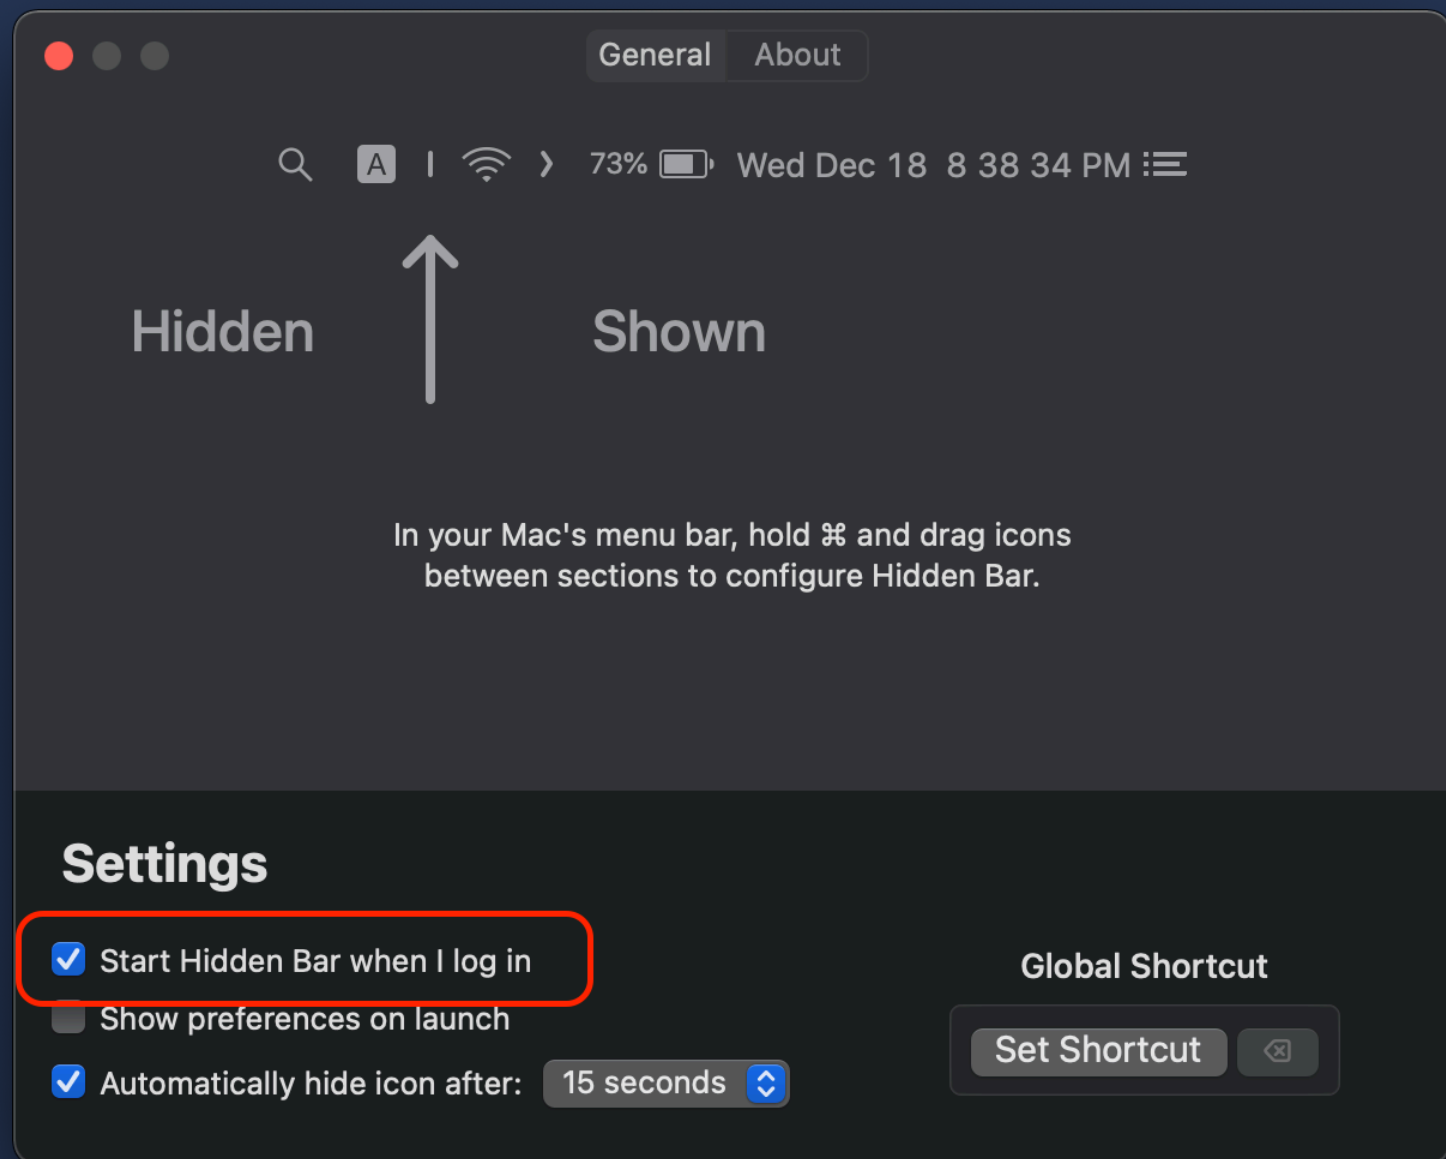 General About
A 73% Wed Dec 18 8 38 34 PM
Hidden Shown
In your Mac's menu bar, hold ⌘ and drag icons
between sections to configure Hidden Bar.
Settings
Start Hidden Bar when I log in
Show preferences on launch
Automatically hide icon after: 15 seconds
Global Shortcut
Set Shortcut